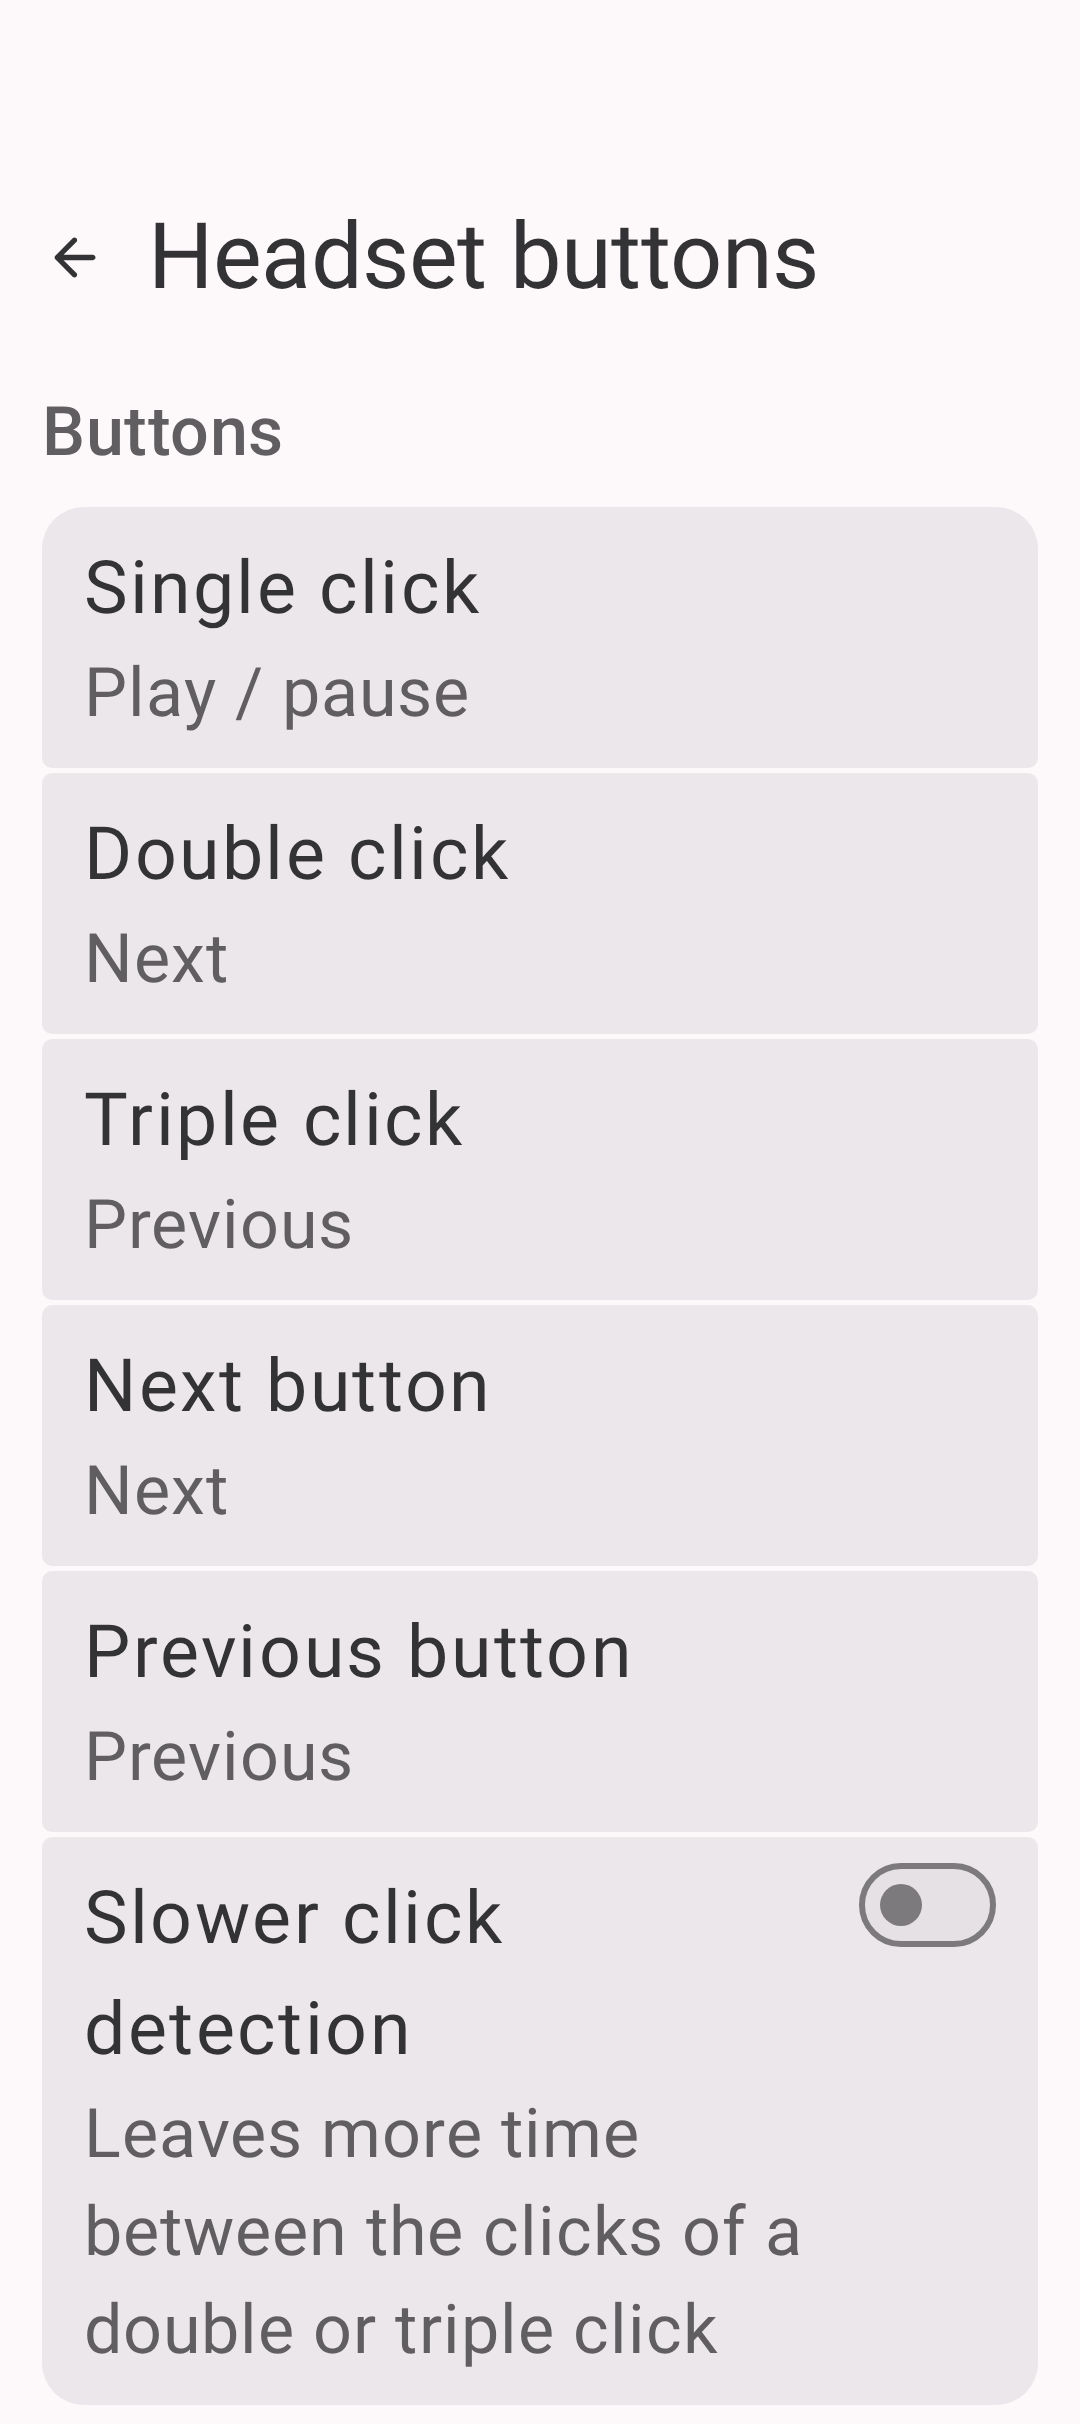 Headset buttons
Buttons
Single click
Play / pause
Double click
Next
Triple click
Previous
Next button
Next
Previous button
Previous
Slower click
detection
Leaves more time
between the clicks of a
double or triple click